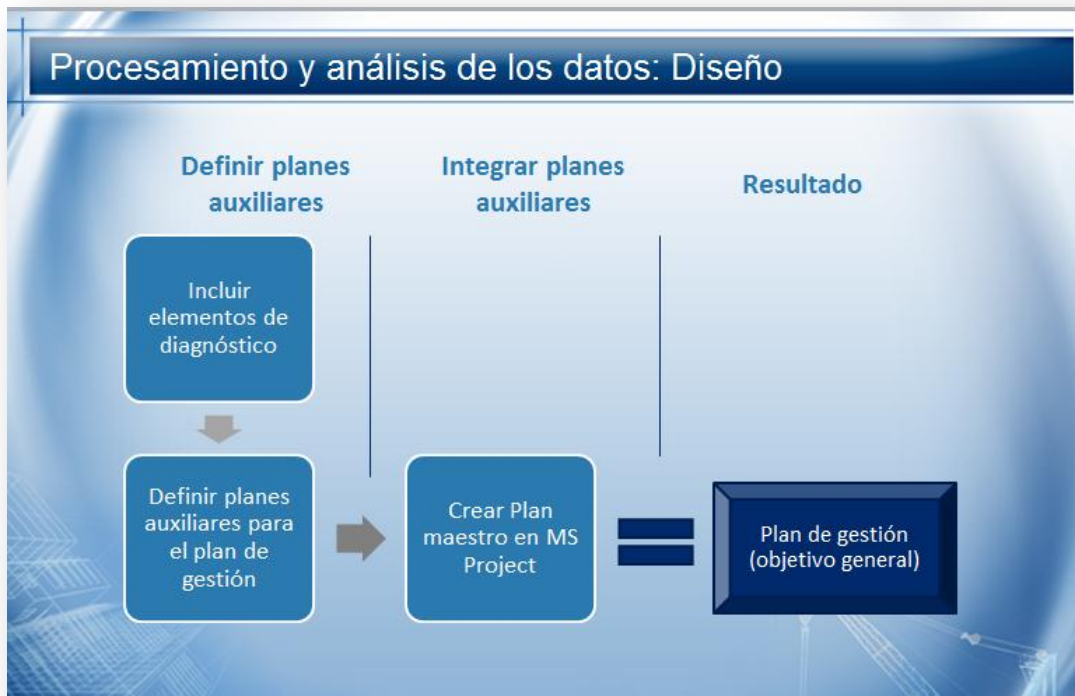 Procesamiento y análisis de los datos: Diseño
Definir planes
auxiliares
Integrar planes
auxiliares
Resultado
Incluir
elementos de
diagnóstico
Definir planes
auxiliares para
el plan de
gestión
Crear Plan
maestro en MS
Project
Plan de gestión
(objetivo general)